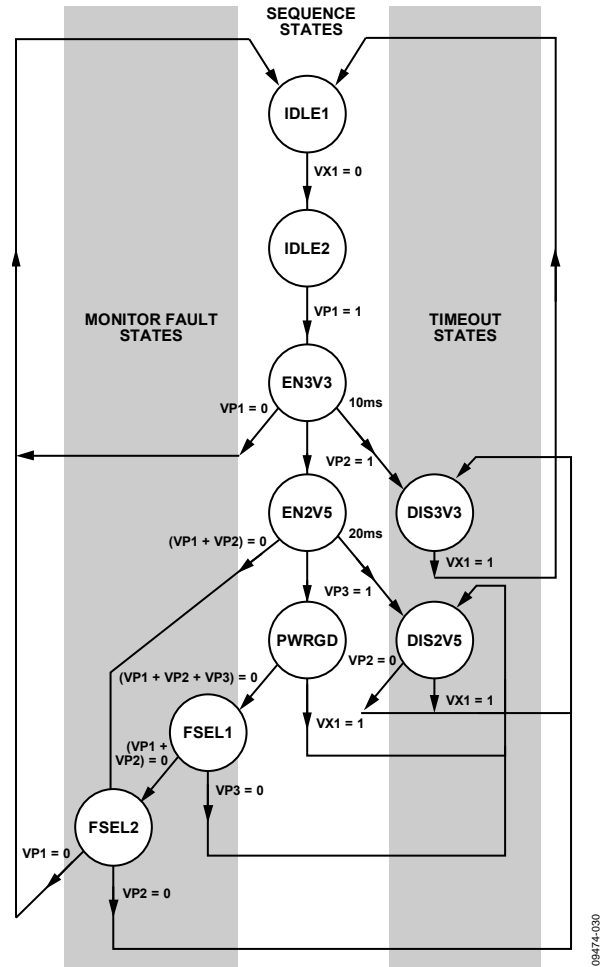 SEQUENCE
STATES
IDLE1
VX1 = 0
IDLE2
MONITOR FAULT
STATES
VP1 = 1
TIMEOUT
STATES
EN3V3
10ms
VP1 = 0
VP2 = 1
EN2V5
DIS3V3
(VP1 + VP2) = 0
20ms
VX1 = 1
VP3 = 1
PWRGD
DIS2V5
VP2 = 0
(VP1 + VP2 + VP3) = 0
VX1 = 1
VX1 = 1
FSEL1
(VP1 +
VP2) = 0
VP3 = 0
FSEL2
VP1 = 0
VP2 = 0
09474-030